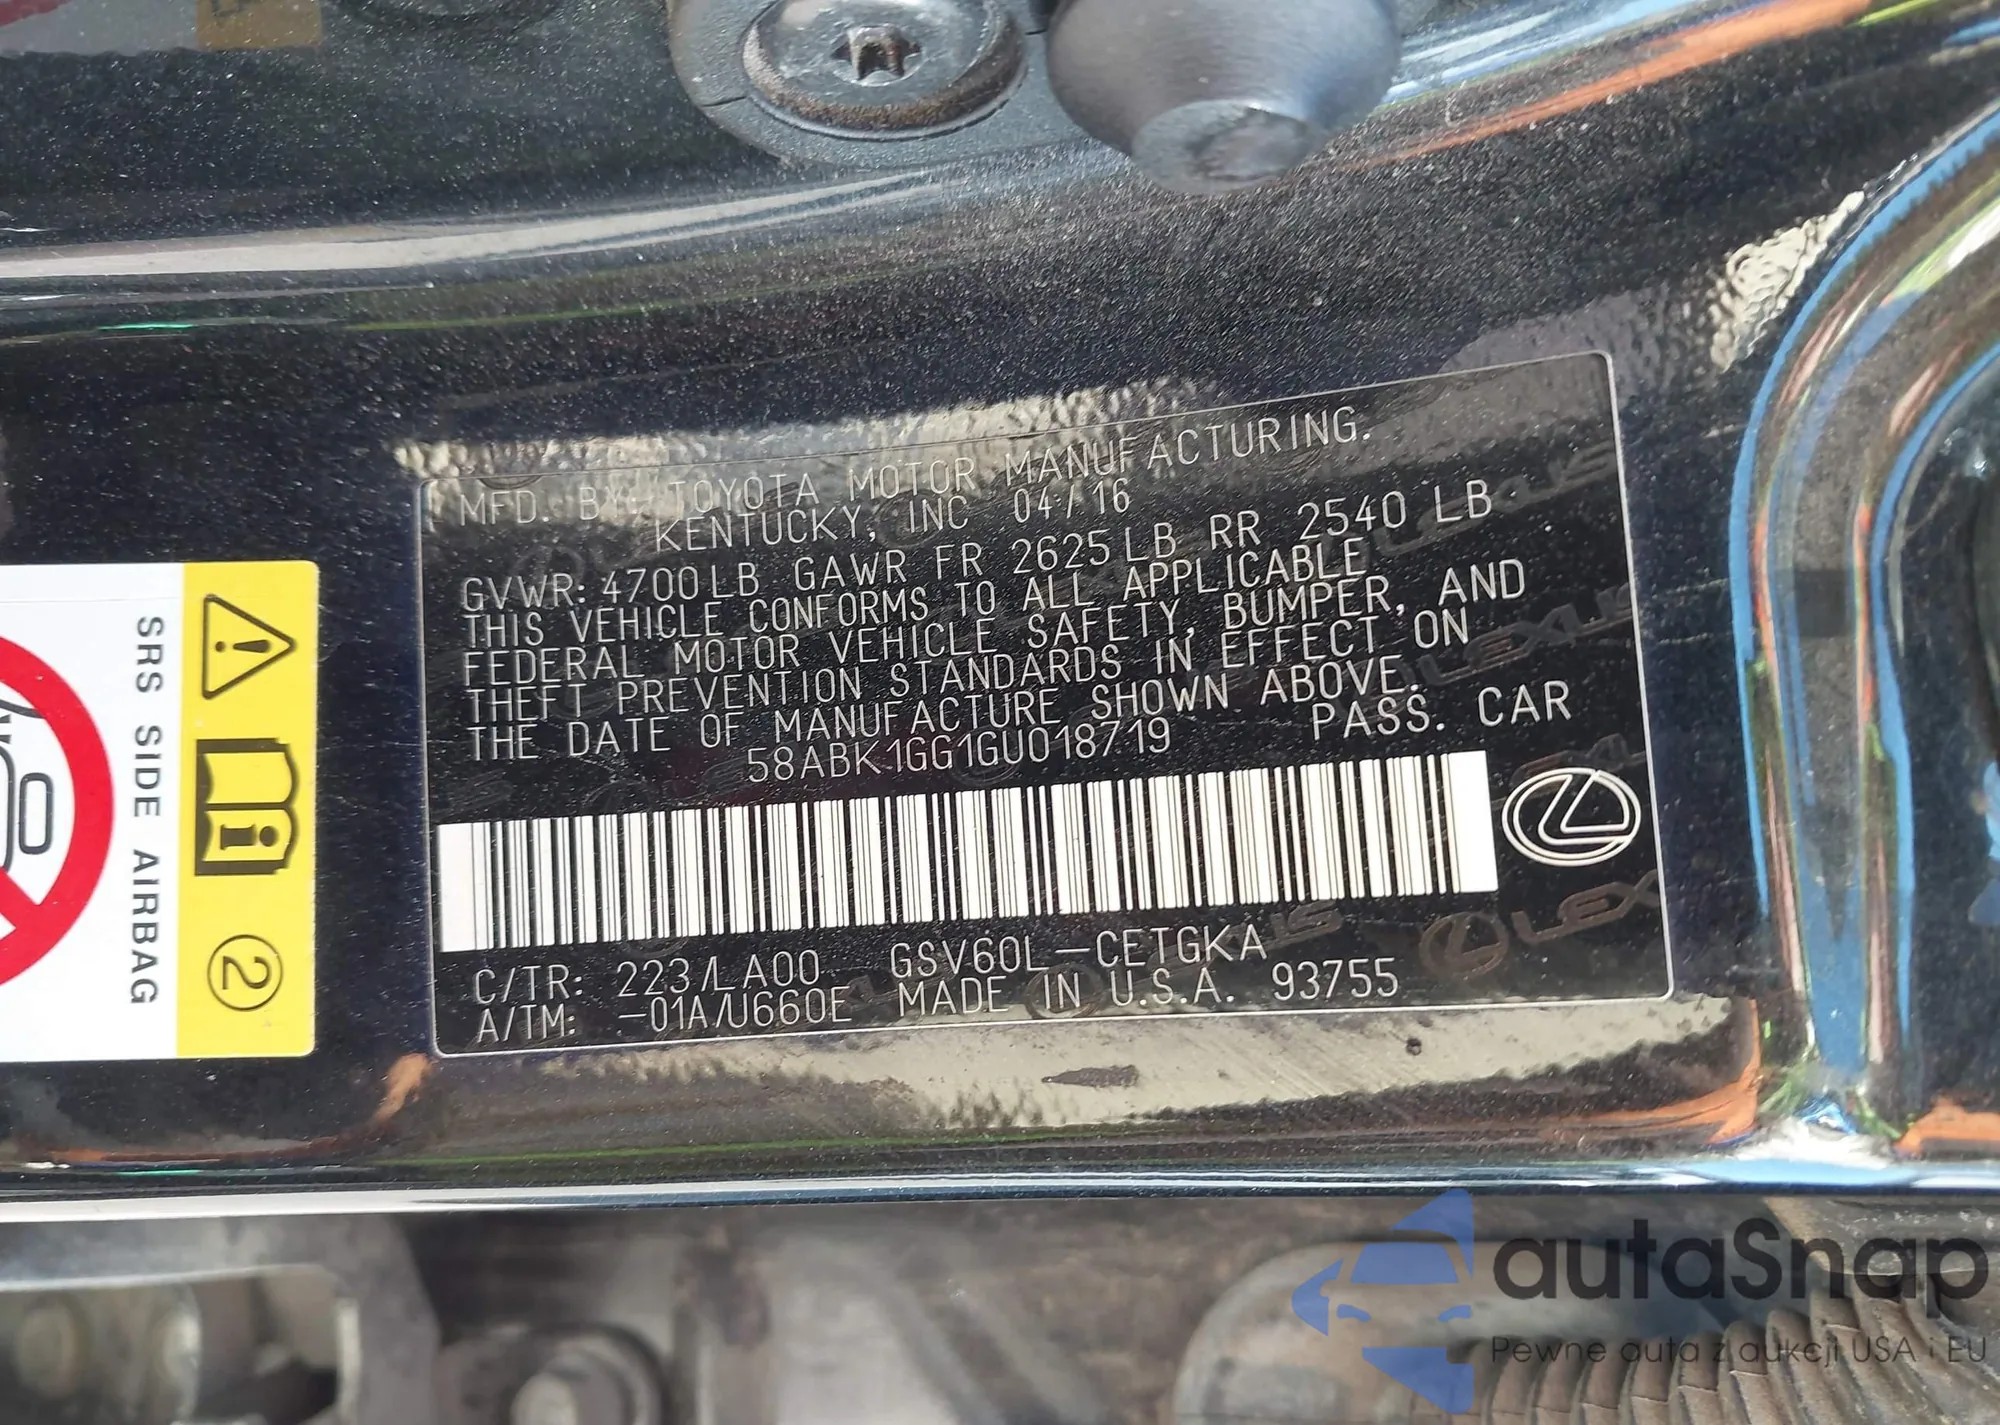 MFD. BY: TOYOTA MOTOR MANUFACTURING.
KENTUCKY, INC 04/16
GVWR: 4700LB GAWR FR 2625LB RR 2540 LB
THIS VEHICLE CONFORMS TO ALL APPLICABLE
FEDERAL MOTOR VEHICLE SAFETY, BUMPER, AND
THEFT PREVENTION STANDARDS IN EFFECT ON
THE DATE OF MANUFACTURE SHOWN ABOVE.
58ABK1GG1GU018719 PASS. CAR
C/TR: 223/LA00 GSV60L-CETGKA
A/TM: -01A/U660E MADE IN U.S.A. 93755
SRS SIDE AIRBAG
2
LEXUS
autaSnap
Pewne auta z aukcji USA i EU